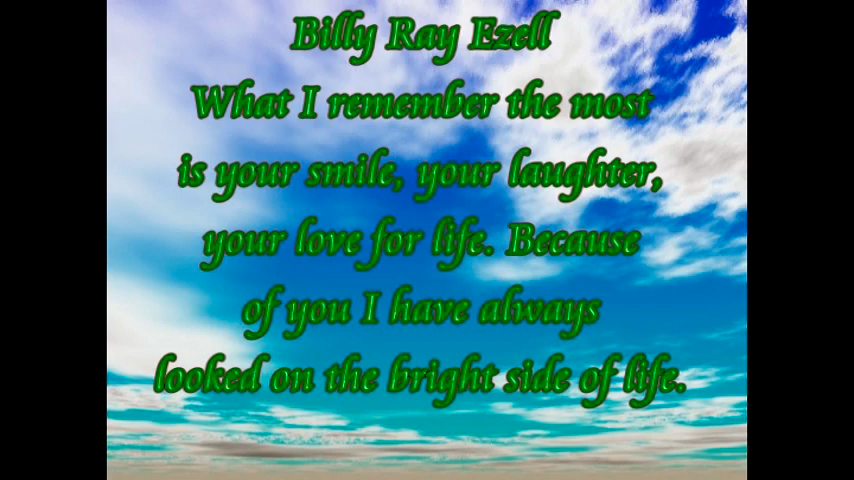 Billy Ray Ezell
What I remember the most
is your smile, your laughter,
your love for life. Because
of you I have always
looked on the bright side of life.